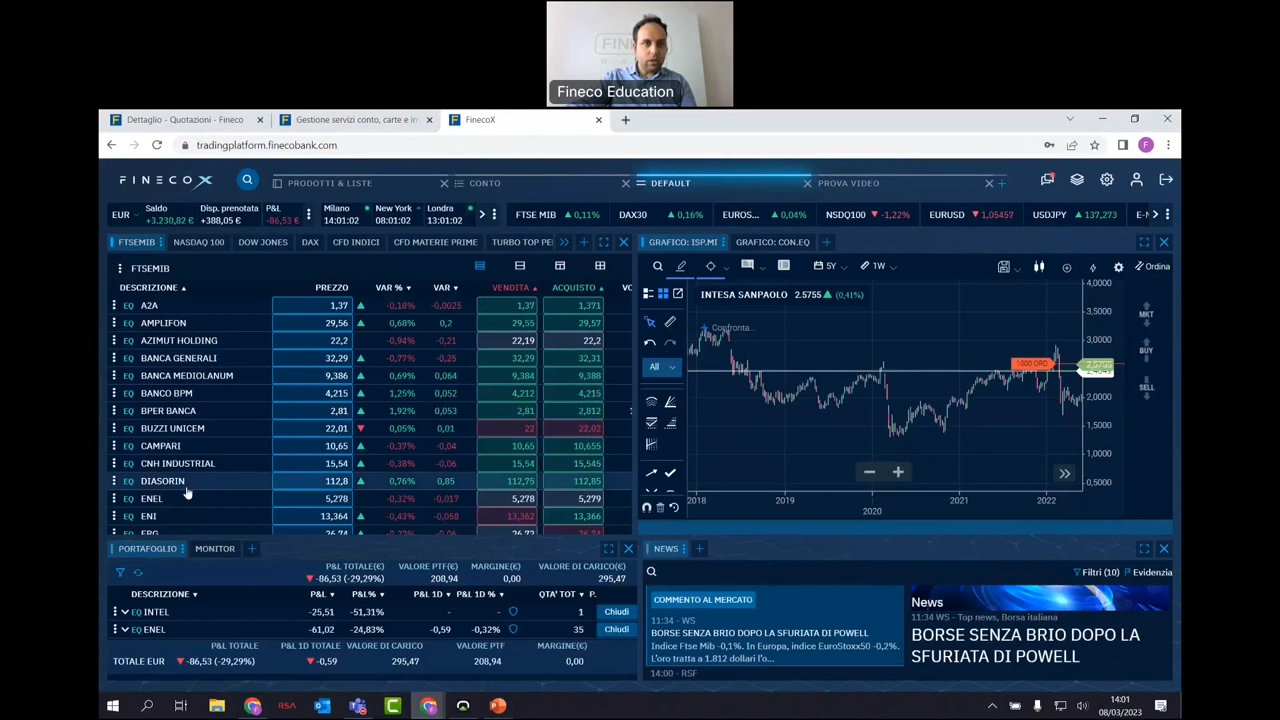 Fineco Education
Dettaglio - Quotazioni - Fineco
Gestione servizi conto, carte e in
FinecoX
tradingplatform.finecobank.com
FINECOX
PRODOTTI & LISTE
CONTO
DEFAULT
PROVA VIDEO
EUR
Saldo
+3.230,82 €
Disp. prenotata
+388,05 €
P&L
-86,53 €
Milano
14:01:02
New York
08:01:02
Londra
13:01:02
FTSE MIB 0,11%
DAX30 0,16%
EUROS... 0,04%
NSDQ100 -1,22%
EURUSD 1,05457
USDJPY 137,273
FTSEMIB
NASDAQ 100
DOW JONES
DAX
CFD INDICI
CFD MATERIE PRIME
TURBO TOP PE
FTSEMIB
DESCRIZIONE PREZZO VAR % VAR VENDITA ACQUISTO
EQ A2A 1,37 -0,18% -0,0025 1,37 1,371
EQ AMPLIFON 29,56 0,68% 0,2 29,55 29,57
EQ AZIMUT HOLDING 22,2 -0,94% -0,21 22,19 22,2
EQ BANCA GENERALI 32,29 -0,77% -0,25 32,29 32,31
EQ BANCA MEDIOLANUM 9,386 0,69% 0,064 9,384 9,388
EQ BANCO BPM 4,215 1,25% 0,052 4,212 4,215
EQ BPER BANCA 2,81 1,92% 0,053 2,81 2,812
EQ BUZZI UNICEM 22,01 0,05% 0,01 22 22,02
EQ CAMPARI 10,65 -0,37% -0,04 10,65 10,655
EQ CNH INDUSTRIAL 15,54 -0,38% -0,06 15,54 15,545
EQ DIASORIN 112,8 0,76% 0,85 112,75 112,85
EQ ENEL 5,278 -0,32% -0,017 5,278 5,279
EQ ENI 13,364 -0,43% -0,058 13,362 13,366
GRAFICO: ISP.MI
GRAFICO: CON.EQ
5Y
1W
Ordina
INTESA SANPAOLO 2.5755 (0,41%)
Confronta...
All
1000 ORD
2.5755
4,0000
3,5000
3,0000
2,0000
1,5000
1,0000
0,5000
MKT
BUY
SELL
2018
2019
2020
2021
2022
PORTAFOGLIO
MONITOR
P&L TOTALE(€) VALORE PTF(€) MARGINE(€) VALORE DI CARICO(€)
-86,53 (-29,29%) 208,94 0,00 295,47
DESCRIZIONE P&L P&L% P&L 1D P&L 1D % QTA' TOT P.
EQ INTEL -25,51 -51,31% - - 1 Chiudi
EQ ENEL -61,02 -24,83% -0,59 -0,32% 35 Chiudi
P&L TOTALE P&L 1D TOTALE VALORE DI CARICO VALORE PTF MARGINE(€)
TOTALE EUR -86,53 (-29,29%) -0,59 295,47 208,94 0,00
NEWS
Filtri (10)
Evidenzia
COMMENTO AL MERCATO
11:34 - WS
BORSE SENZA BRIO DOPO LA SFURIATA DI POWELL
Indice Ftse Mib -0,1%. In Europa, indice EuroStoxx50 -0,2%.
L'oro tratta a 1.812 dollari l'o...
14:00 - RSF
News
11:34 WS - Top news, Borsa italiana
BORSE SENZA BRIO DOPO LA
SFURIATA DI POWELL
RSA
14:01
08/03/2023